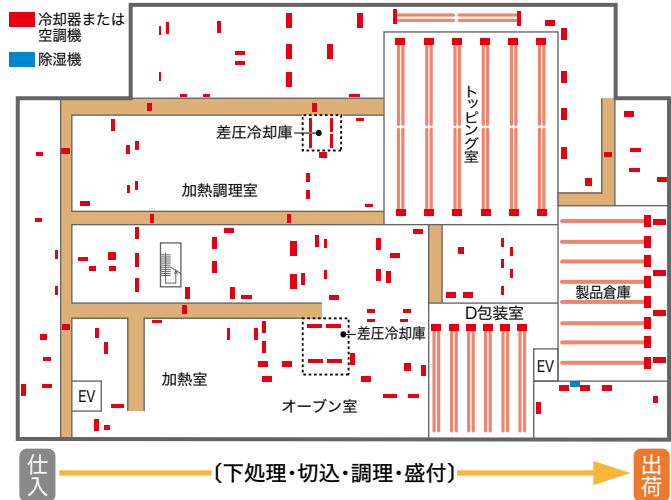 冷却器または
空調機
除湿機
トッピング室
差圧冷却庫
加熱調理室
製品倉庫
D包装室
差圧冷却庫
EV
加熱室
EV
オーブン室
仕入
〔下処理・切込・調理・盛付〕
出荷